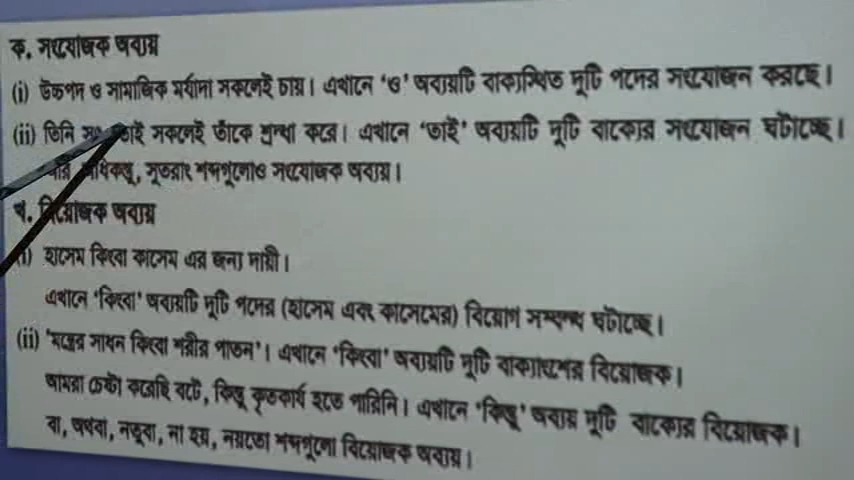 ক. সংযোজক অব্যয়
(i) উচ্চপদ ও সামাজিক মর্যাদা সকলেই চায়। এখানে ‘ও’ অব্যয়টি বাক্যস্থিত দুটি পদের সংযোজন করছে।
(ii) তিনি সৎ তাই সকলেই তাঁকে শ্রদ্ধা করে। এখানে ‘তাই’ অব্যয়টি দুটি বাক্যের সংযোজন ঘটাচ্ছে।
আর, অধিকন্তু, সুতরাং শব্দগুলোও সংযোজক অব্যয়।
খ. বিয়োজক অব্যয়
(i) হাসেম কিংবা কাসেম এর জন্য দায়ী।
এখানে ‘কিংবা’ অব্যয়টি দুটি পদের (হাসেম এবং কাসেমের) বিয়োগ সম্বন্ধ ঘটাচ্ছে।
(ii) ‘মন্ত্রের সাধন কিংবা শরীর পাতন’। এখানে ‘কিংবা’ অব্যয়টি দুটি বাক্যাংশের বিয়োজক।
আমরা চেষ্টা করেছি বটে, কিন্তু কৃতকার্য হতে পারিনি। এখানে ‘কিন্তু’ অব্যয় দুটি বাক্যের বিয়োজক।
বা, অথবা, নতুবা, না হয়, নয়তো শব্দগুলো বিয়োজক অব্যয়।